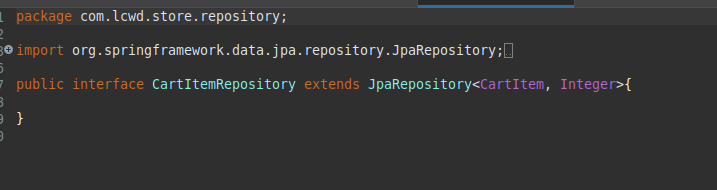 package com.lcwd.store.repository;
import org.springframework.data.jpa.repository.JpaRepository;
public interface CartItemRepository extends JpaRepository<CartItem, Integer>{
}